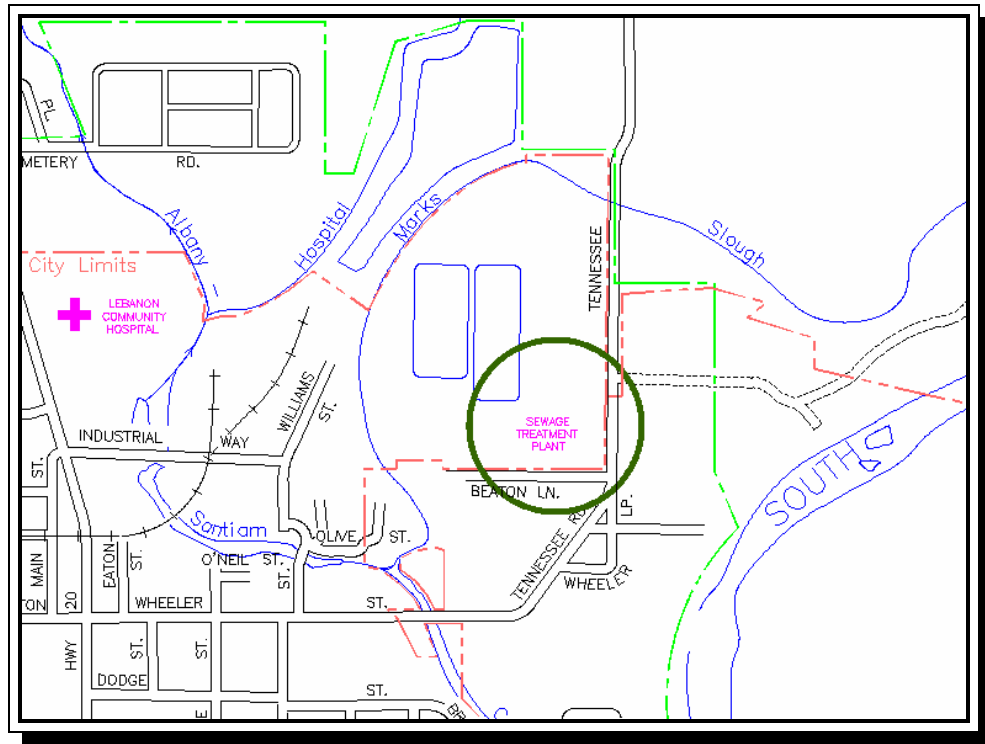 PL
METERY RD.
Albany
Hospital
Marks
Slough
TENNESSEE
City Limits
LEBANON
COMMUNITY
HOSPITAL
WILLIAMS
ST.
SEWAGE
TREATMENT
PLANT
INDUSTRIAL WAY
ST.
BEATON LN.
SOUTH
Santiam
OLIVE ST.
LP.
TENNESSEE RD
O'NEIL ST.
MAIN
EATON
ST.
ST.
WHEELER
TON
20
WHEELER ST.
HWY
ST.
ST.
DODGE
ST.
E
BR